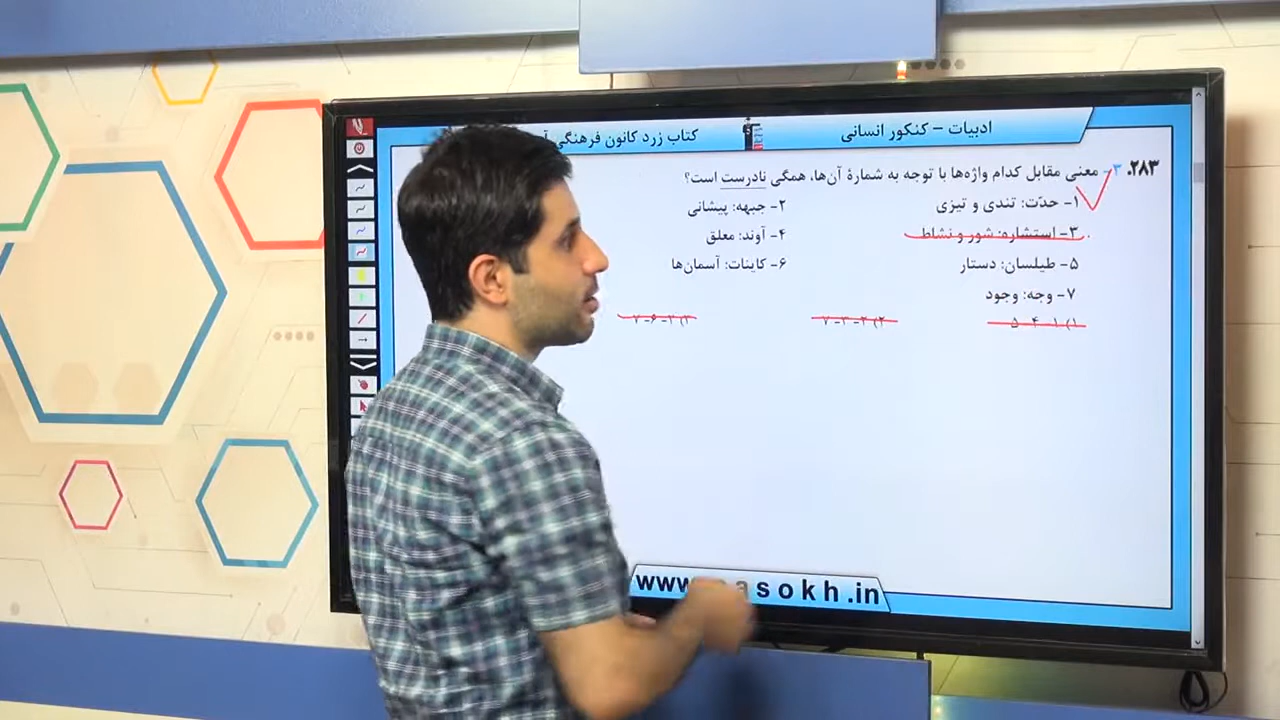 ادبیات – کنکور انسانی
کتاب زرد کانون فرهنگی آ
۲۸۳. ۳- معنی مقابل کدام واژه‌ها با توجه به شمارهٔ آن‌ها، همگی نادرست است؟
۱- حدّت: تندی و تیزی
۲- جبهه: پیشانی
۳- استشاره: شور و نشاط
۴- آوند: معلق
۵- طیلسان: دستار
۶- کاینات: آسمان‌ها
۷- وجه: وجود
۱) ۱- ۴- ۵
۲) ۲- ۳- ۷
۳) ۲- ۶- ۷
www. a s o k h .in